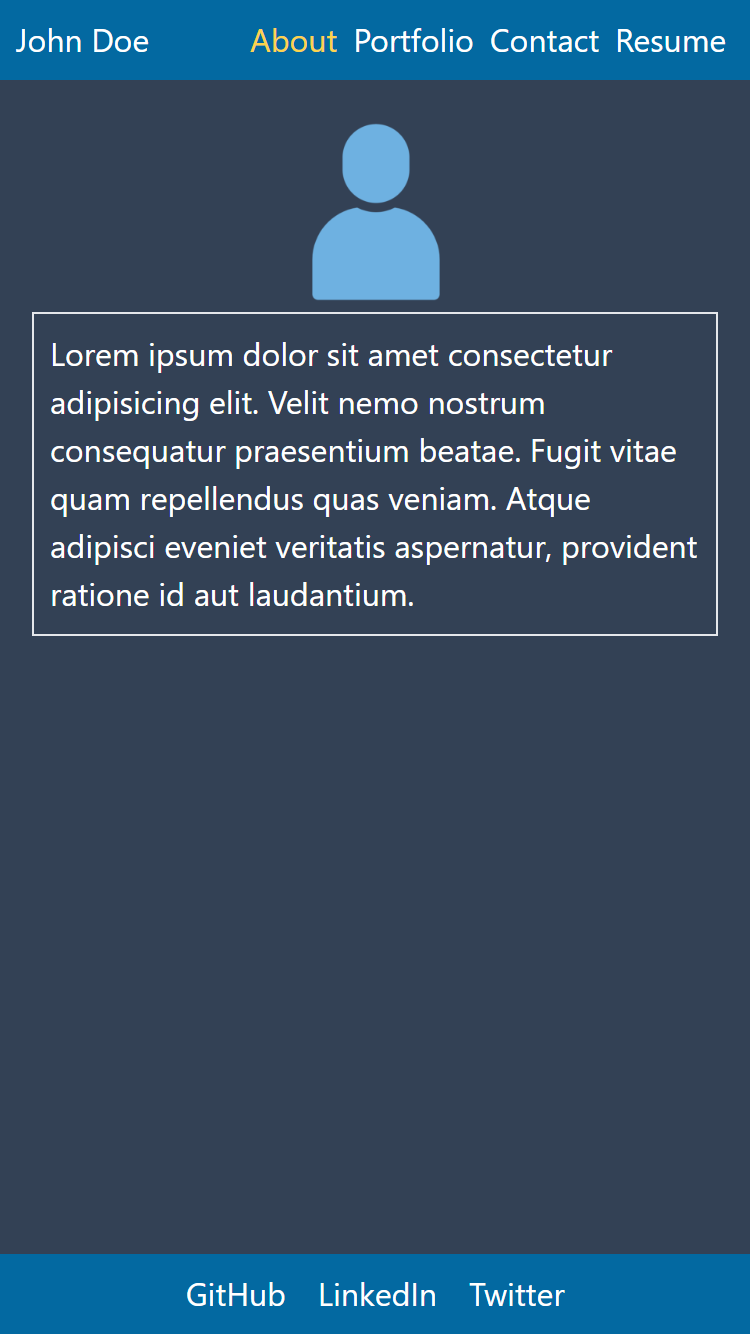 John Doe About Portfolio Contact Resume
Lorem ipsum dolor sit amet consectetur
adipisicing elit. Velit nemo nostrum
consequatur praesentium beatae. Fugit vitae
quam repellendus quas veniam. Atque
adipisci eveniet veritatis aspernatur, provident
ratione id aut laudantium.
GitHub LinkedIn Twitter